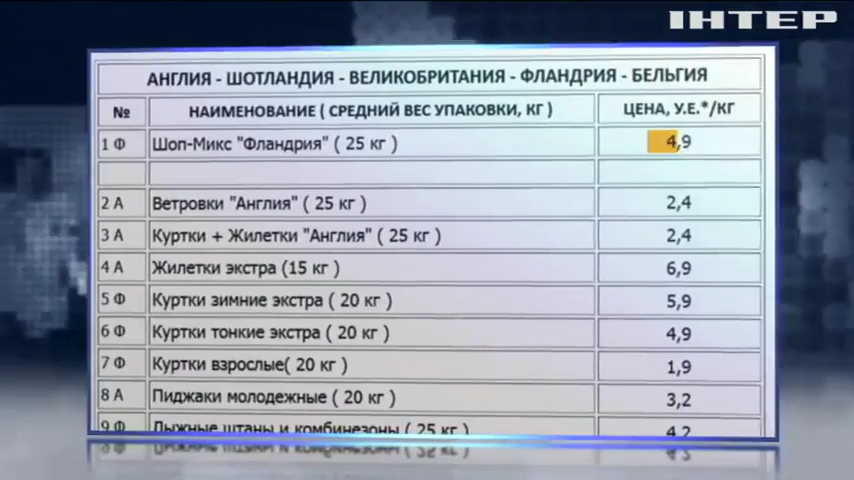 ІНТЕР
АНГЛИЯ - ШОТЛАНДИЯ - ВЕЛИКОБРИТАНИЯ - ФЛАНДРИЯ - БЕЛЬГИЯ
№ НАИМЕНОВАНИЕ ( СРЕДНИЙ ВЕС УПАКОВКИ, КГ ) ЦЕНА, У.Е.*/КГ
1 Ф Шоп-Микс "Фландрия" ( 25 кг ) 4,9
2 А Ветровки "Англия" ( 25 кг ) 2,4
3 А Куртки + Жилетки "Англия" ( 25 кг ) 2,4
4 А Жилетки экстра (15 кг ) 6,9
5 Ф Куртки зимние экстра ( 20 кг ) 5,9
6 Ф Куртки тонкие экстра ( 20 кг ) 4,9
7 Ф Куртки взрослые( 20 кг ) 1,9
8 А Пиджаки молодежные ( 20 кг ) 3,2
9 Ф Лыжные штаны и комбинезоны ( 25 кг ) 4,2